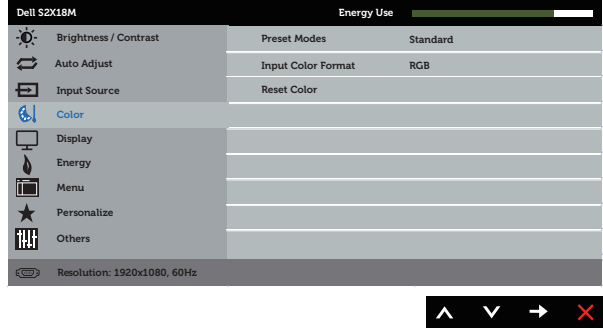 Dell S2X18M Energy Use
Brightness / Contrast Preset Modes Standard
Auto Adjust Input Color Format RGB
Input Source Reset Color
Color
Display
Energy
Menu
Personalize
Others
Resolution: 1920x1080, 60Hz